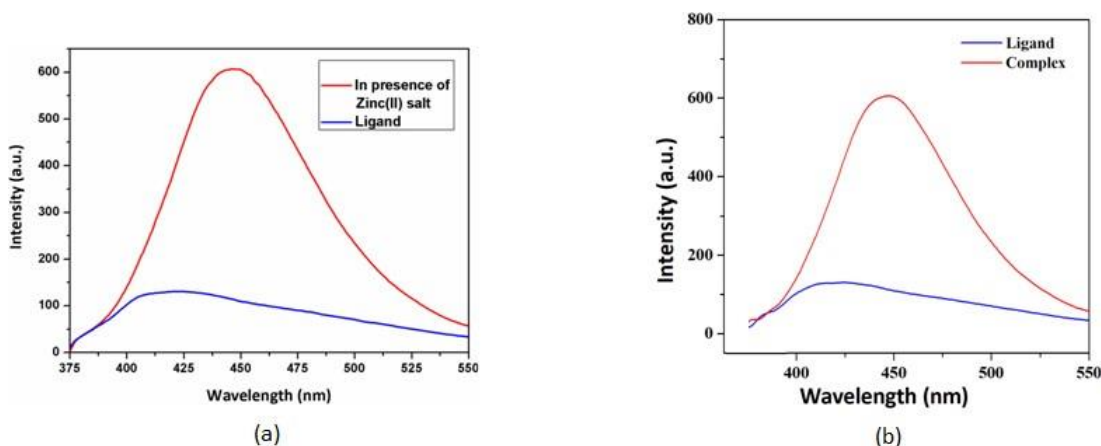 600
500
400
300
200
100
0
Intensity (a.u.)
In presence of
Zinc(II) salt
Ligand
375 400 425 450 475 500 525 550
Wavelength (nm)
(a)
800
600
400
200
0
Intensity (a.u.)
Ligand
Complex
400 450 500 550
Wavelength (nm)
(b)